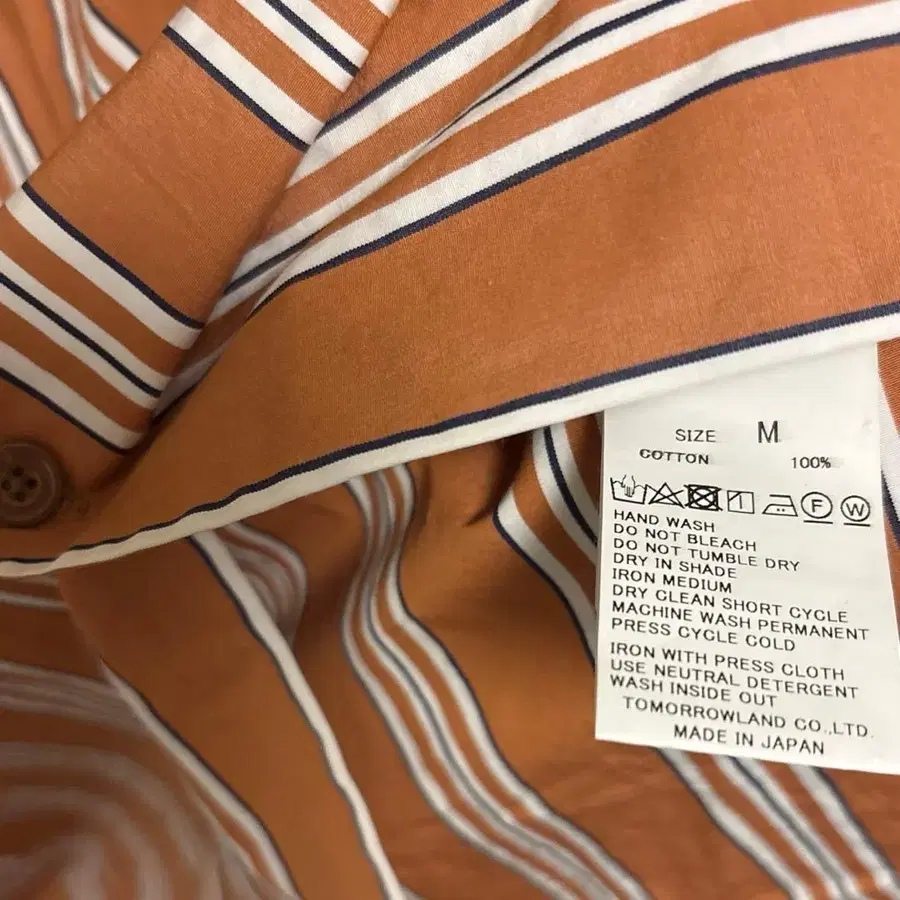 SIZE M
COTTON 100%
F W
HAND WASH
DO NOT BLEACH
DO NOT TUMBLE DRY
DRY IN SHADE
IRON MEDIUM
DRY CLEAN SHORT CYCLE
MACHINE WASH PERMANENT
PRESS CYCLE COLD
IRON WITH PRESS CLOTH
USE NEUTRAL DETERGENT
WASH INSIDE OUT
TOMORROWLAND CO.,LTD.
MADE IN JAPAN